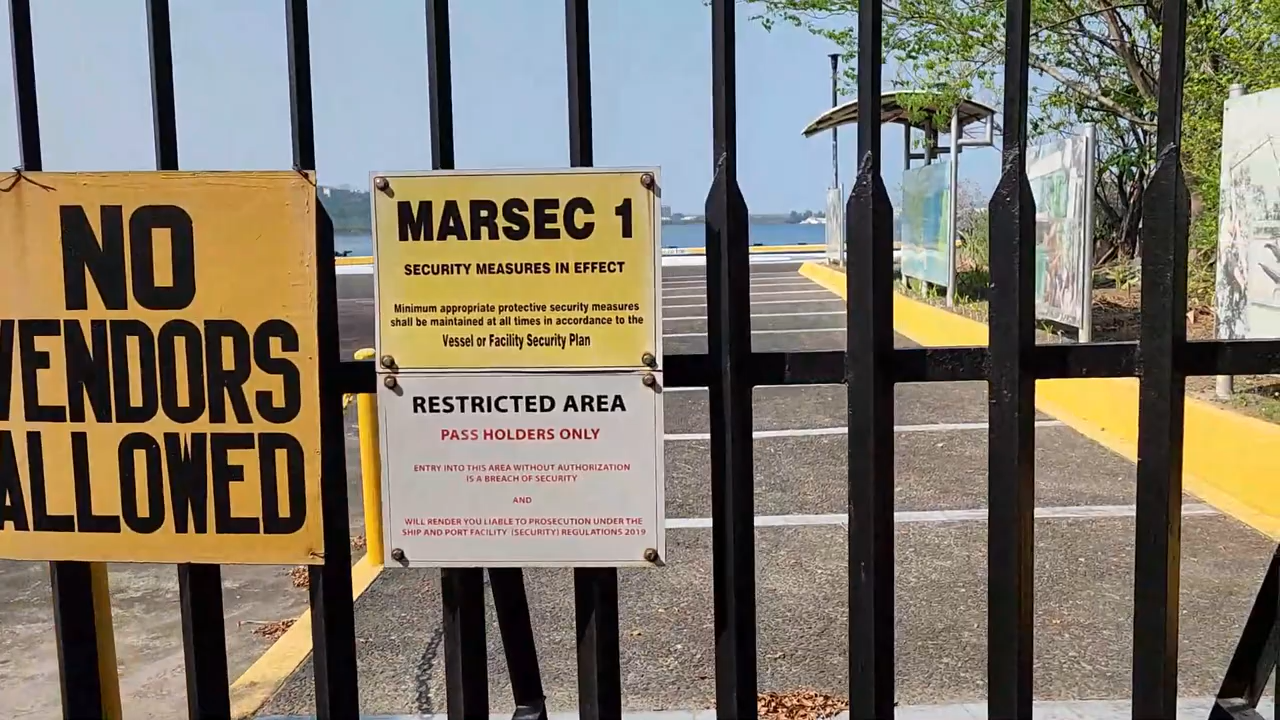 NO
VENDORS
ALLOWED
MARSEC 1
SECURITY MEASURES IN EFFECT
Minimum appropriate protective security measures
shall be maintained at all times in accordance to the
Vessel or Facility Security Plan
RESTRICTED AREA
PASS HOLDERS ONLY
ENTRY INTO THIS AREA WITHOUT AUTHORIZATION
IS A BREACH OF SECURITY
AND
WILL RENDER YOU LIABLE TO PROSECUTION UNDER THE
SHIP AND PORT FACILITY (SECURITY) REGULATIONS 2019